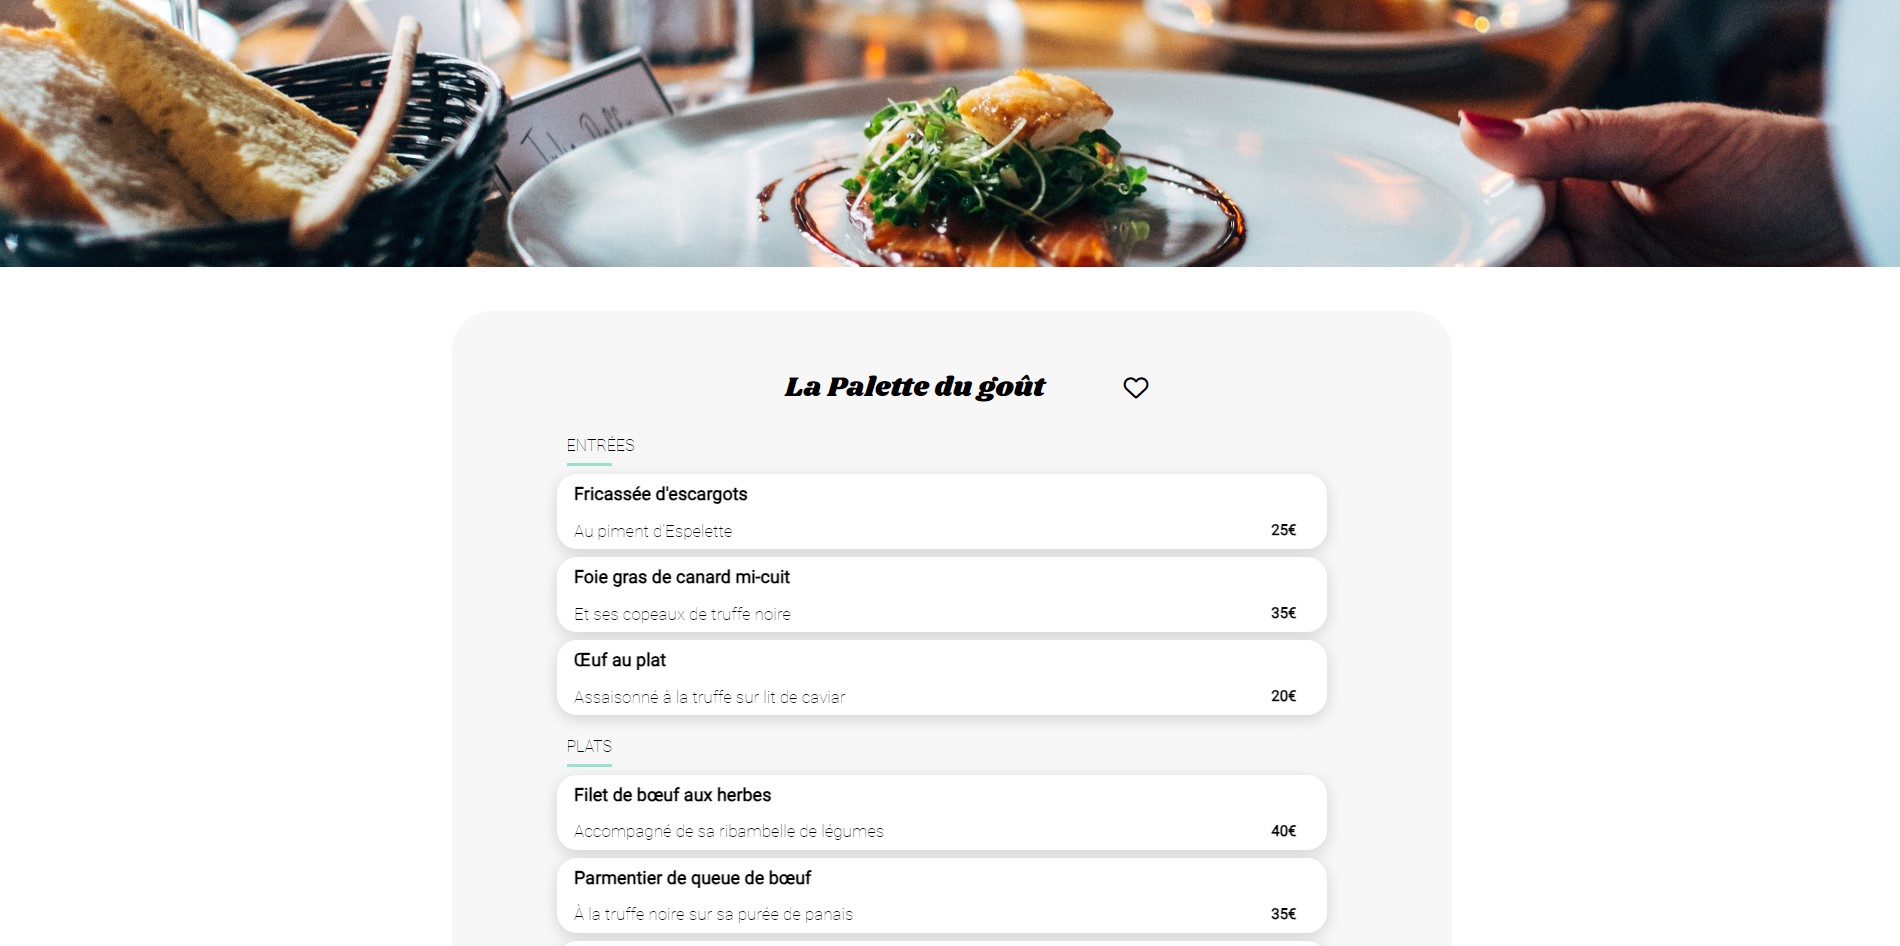 La Palette du goût
ENTRÉES
Fricassée d'escargots
Au piment d'Espelette 25€
Foie gras de canard mi-cuit
Et ses copeaux de truffe noire 35€
Œuf au plat
Assaisonné à la truffe sur lit de caviar 20€
PLATS
Filet de bœuf aux herbes
Accompagné de sa ribambelle de légumes 40€
Parmentier de queue de bœuf
À la truffe noire sur sa purée de panais 35€